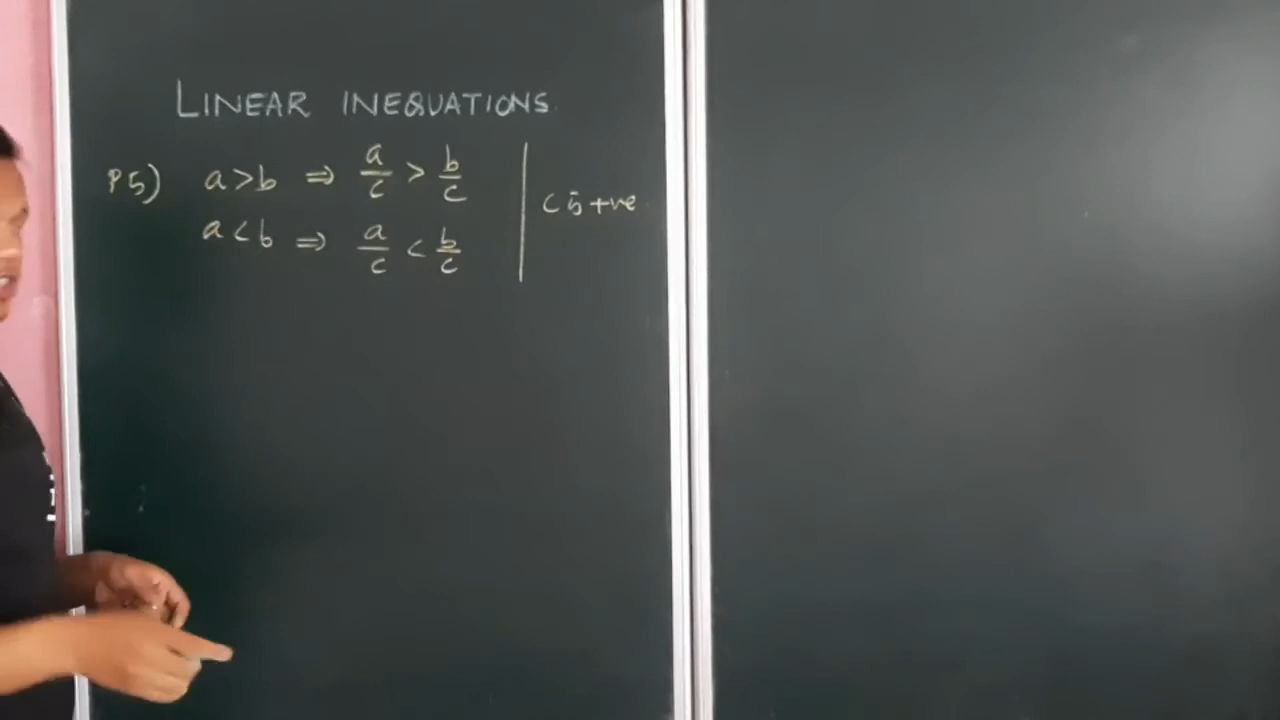 LINEAR INEQUATIONS.
P5) a>b ⇒ a/c > b/c
c is +ve.
a<b ⇒ a/c < b/c